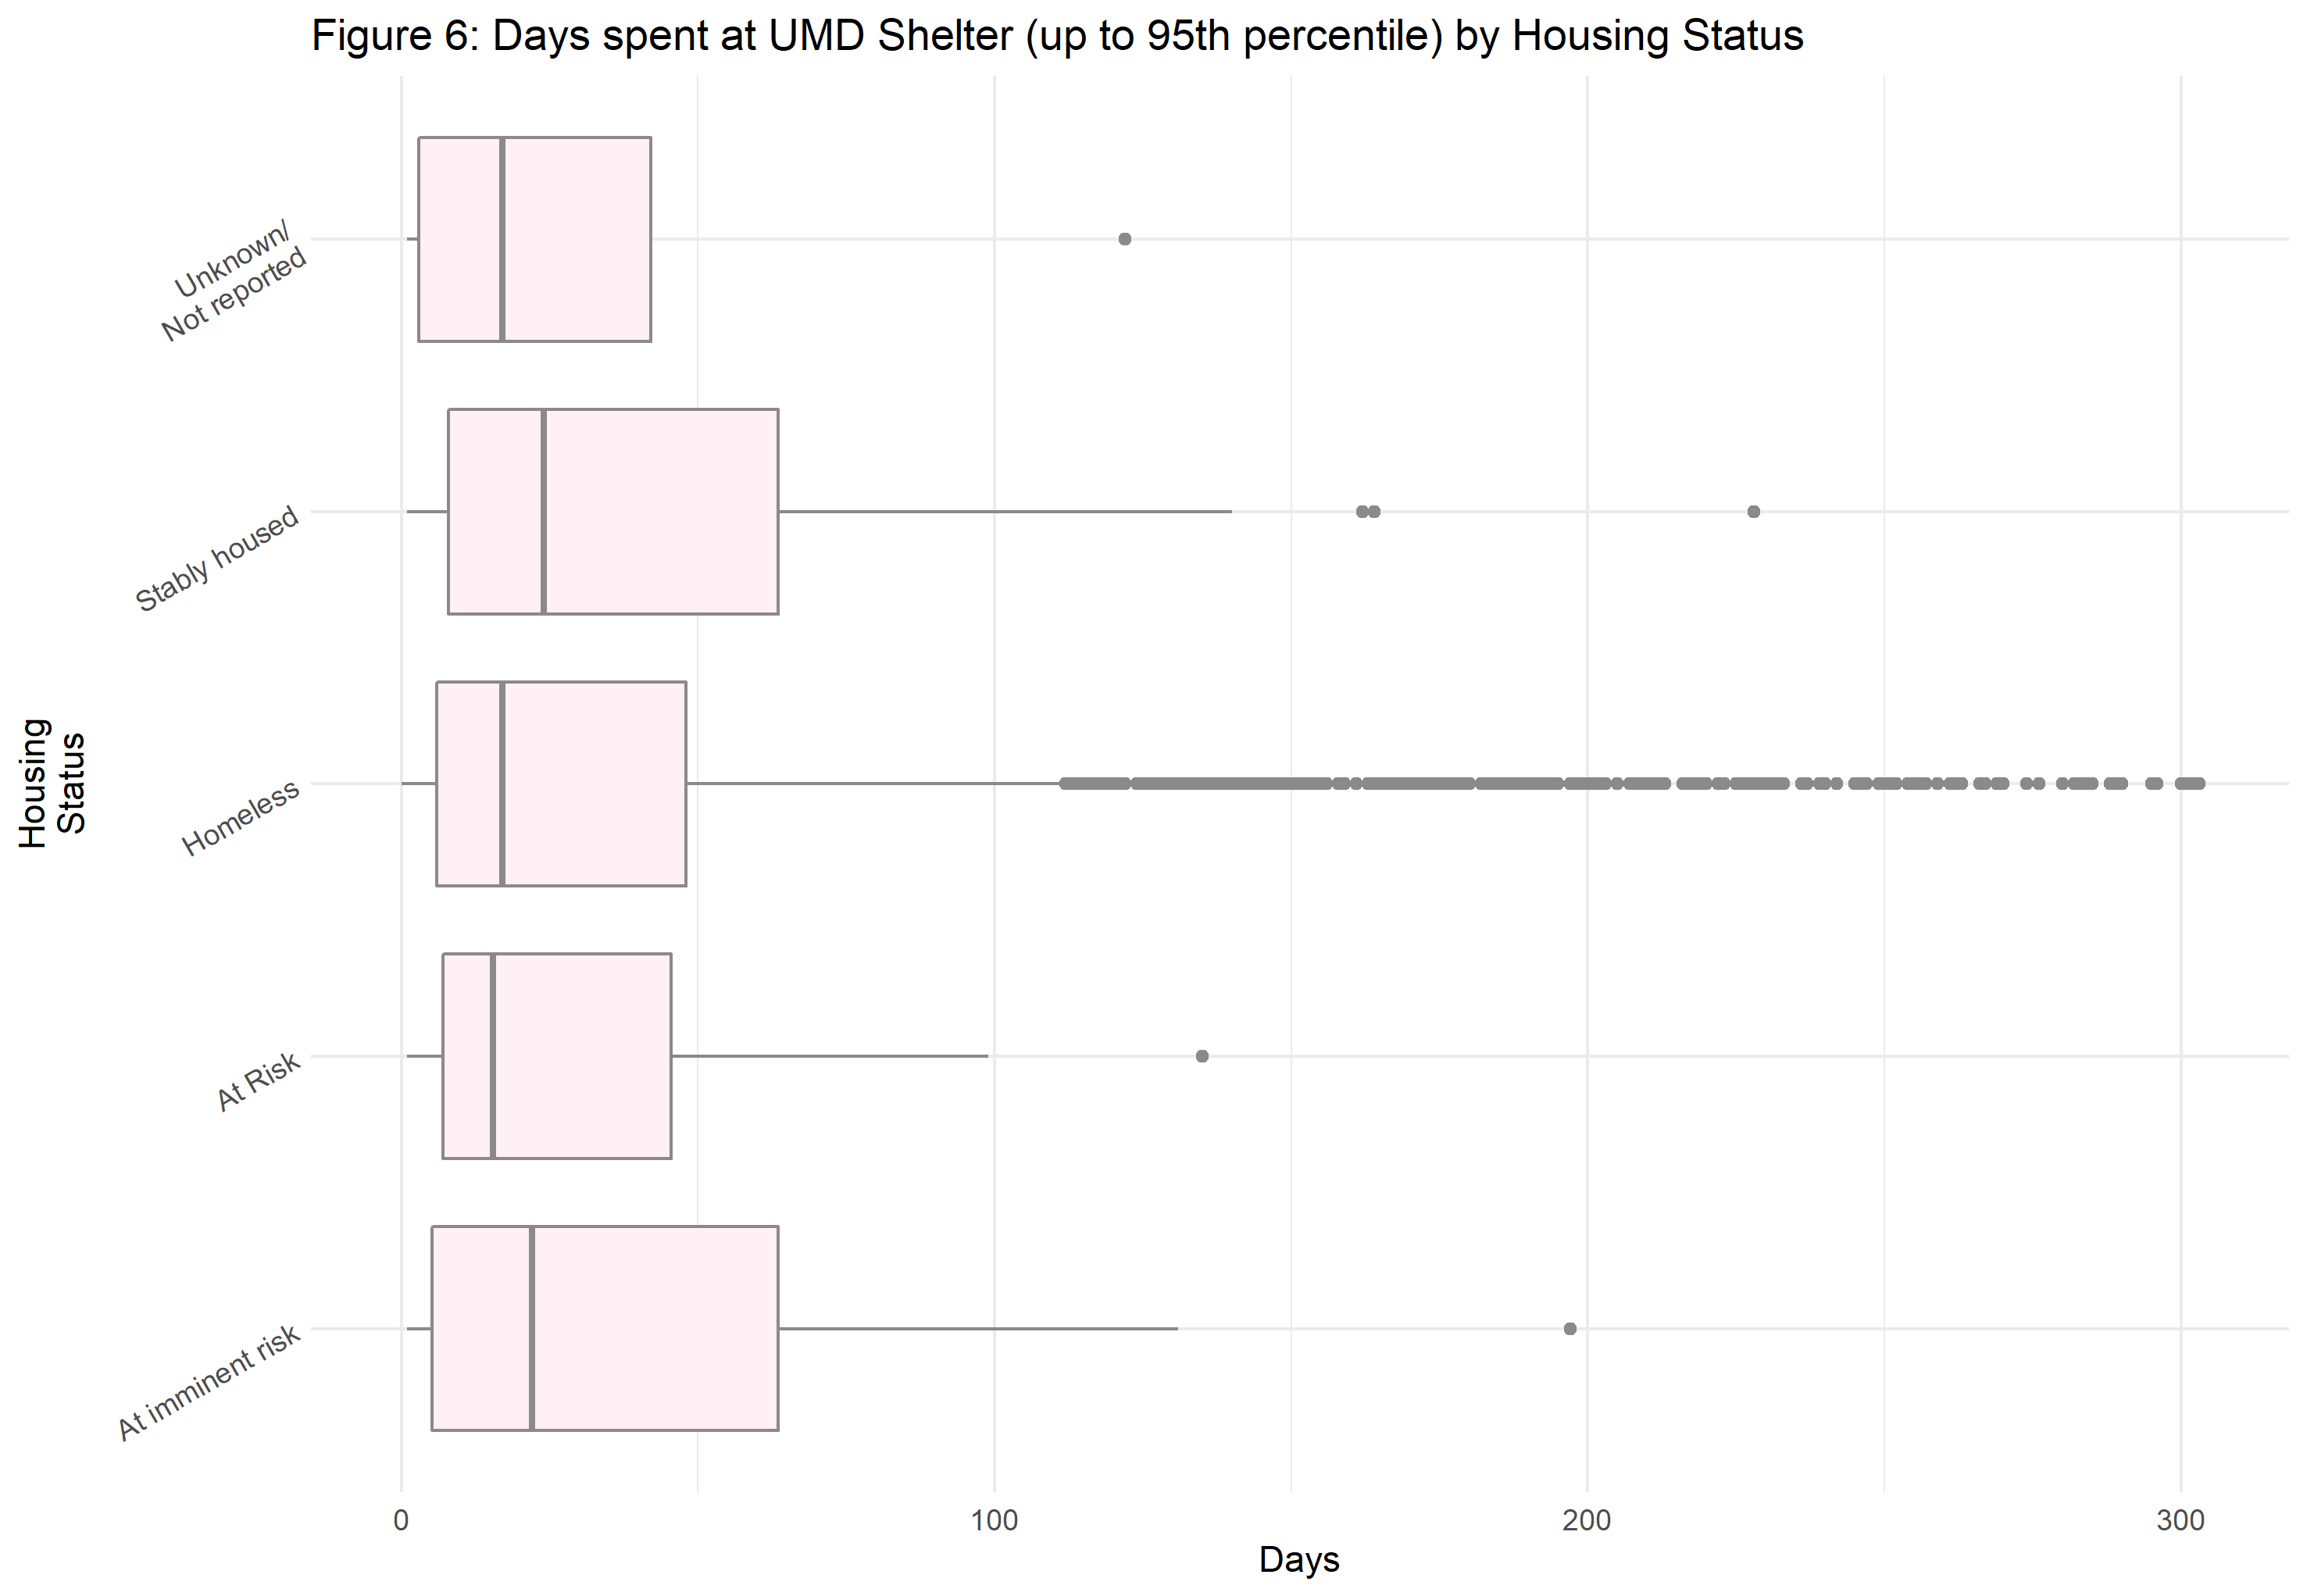 Figure 6: Days spent at UMD Shelter (up to 95th percentile) by Housing Status
Housing
Status
Unknown/
Not reported
Stably housed
Homeless
At Risk
At imminent risk
0
100
200
300
Days